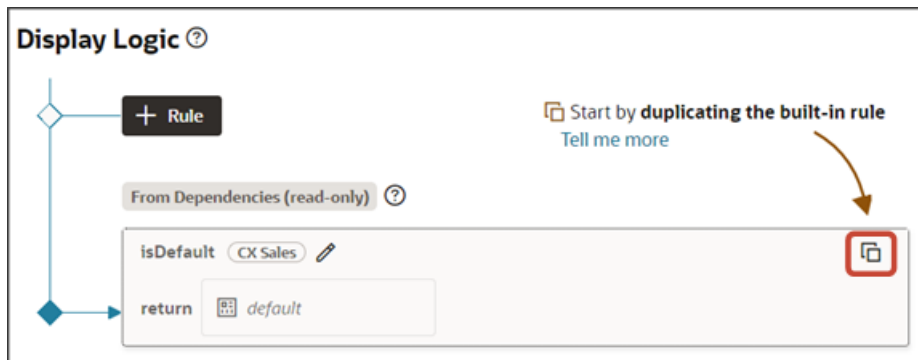 Display Logic
+ Rule
Start by duplicating the built-in rule
Tell me more
From Dependencies (read-only)
isDefault CX Sales
return default